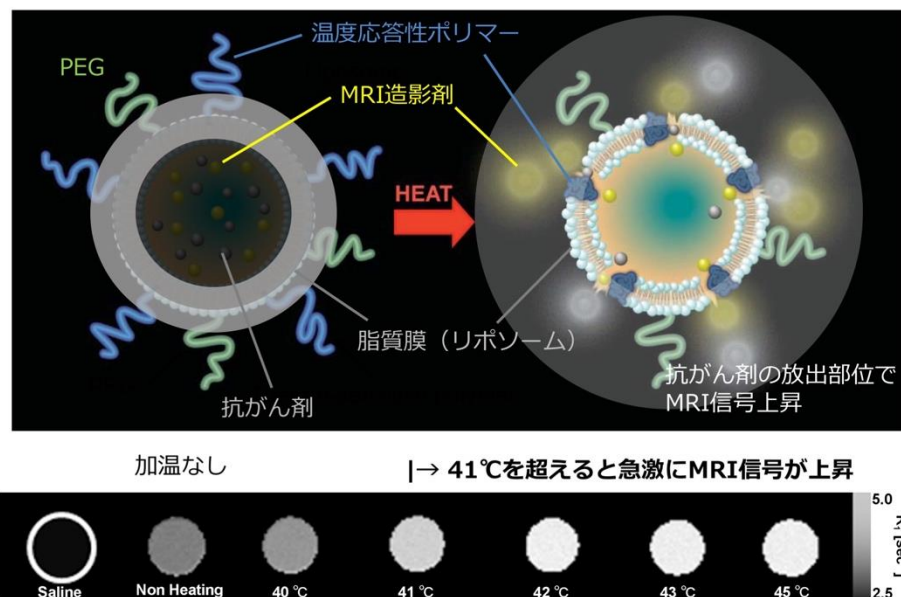 温度応答性ポリマー
PEG
MRI造影剤
HEAT
脂質膜（リポソーム）
抗がん剤
抗がん剤の放出部位で
MRI信号上昇
加温なし
|→ 41℃を超えると急激にMRI信号が上昇
5.0
R₁ [sec⁻¹]
Saline
Non Heating
40 ℃
41 ℃
42 ℃
43 ℃
45 ℃
2.5